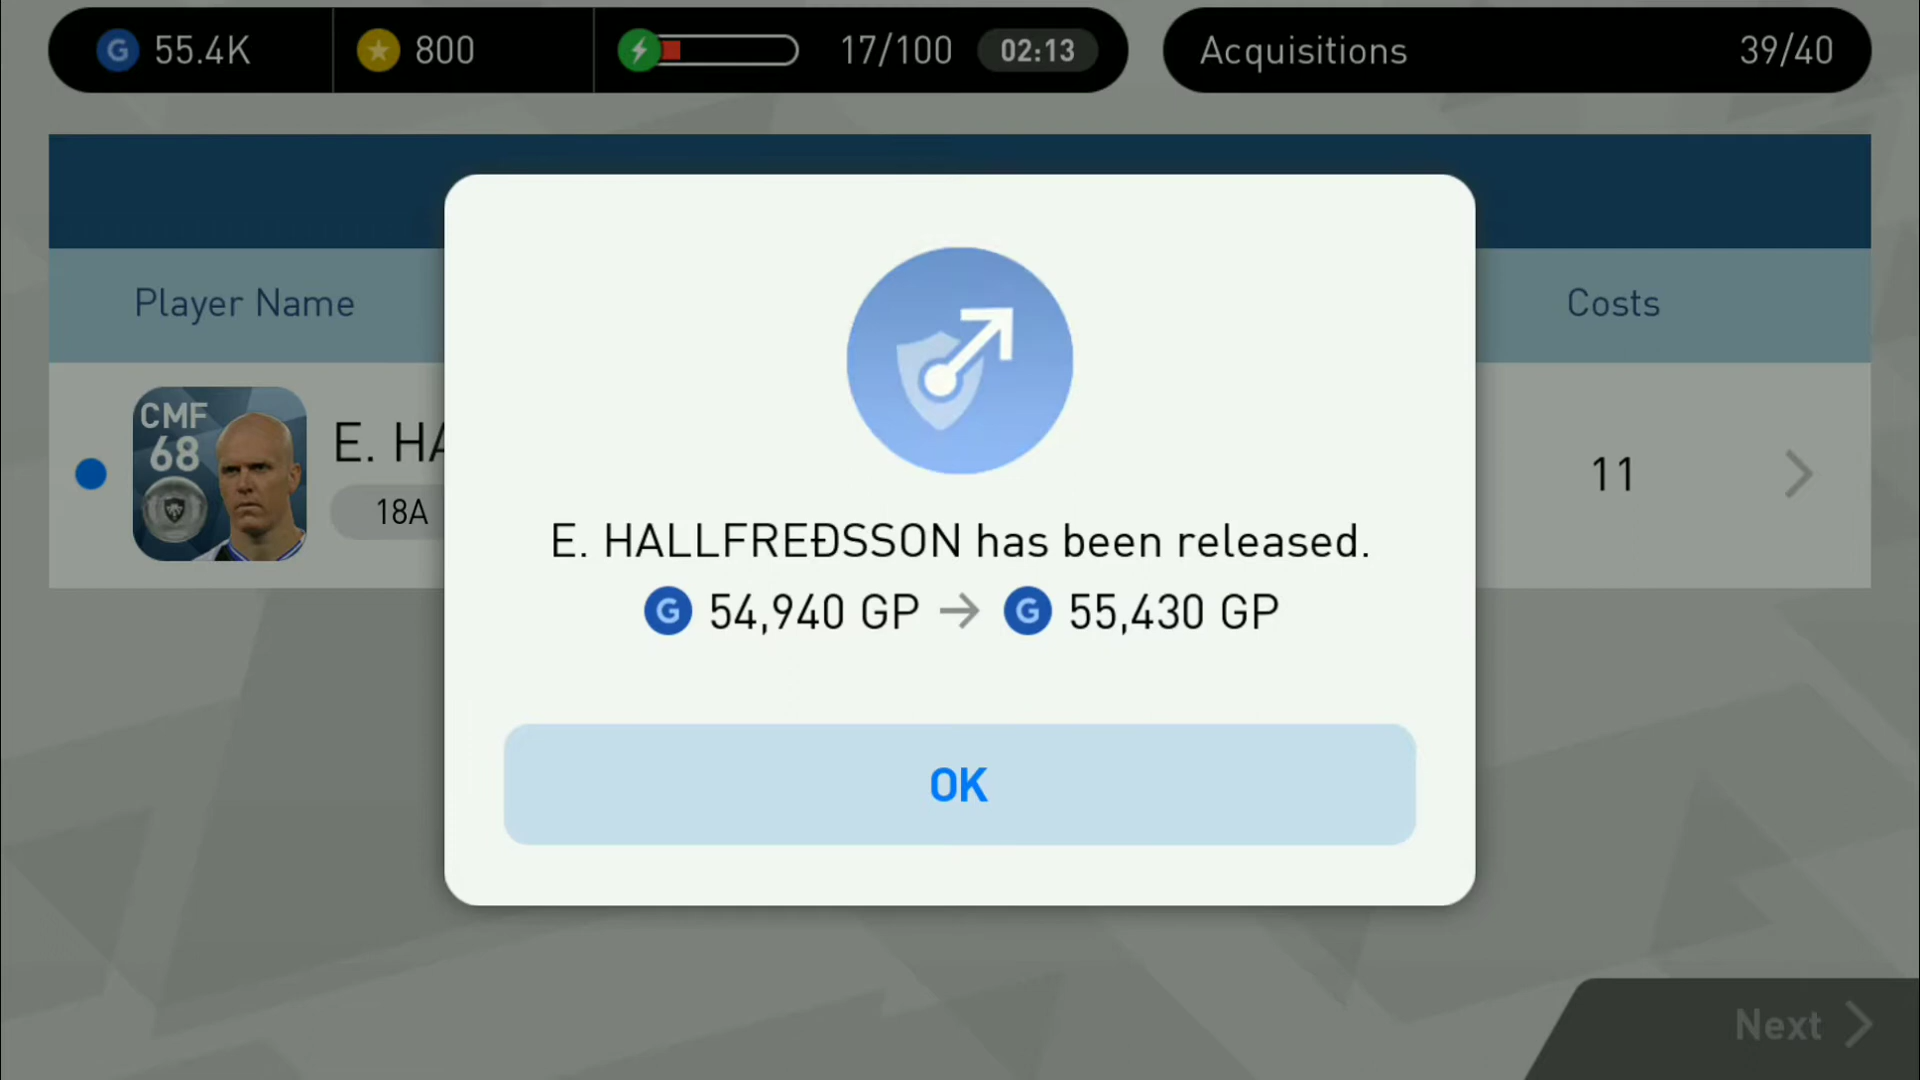 55.4K 800 17/100 02:13 Acquisitions 39/40
Player Name Costs
CMF
68
E. HA
18A
11
E. HALLFREÐSSON has been released.
54,940 GP → 55,430 GP
OK
Next